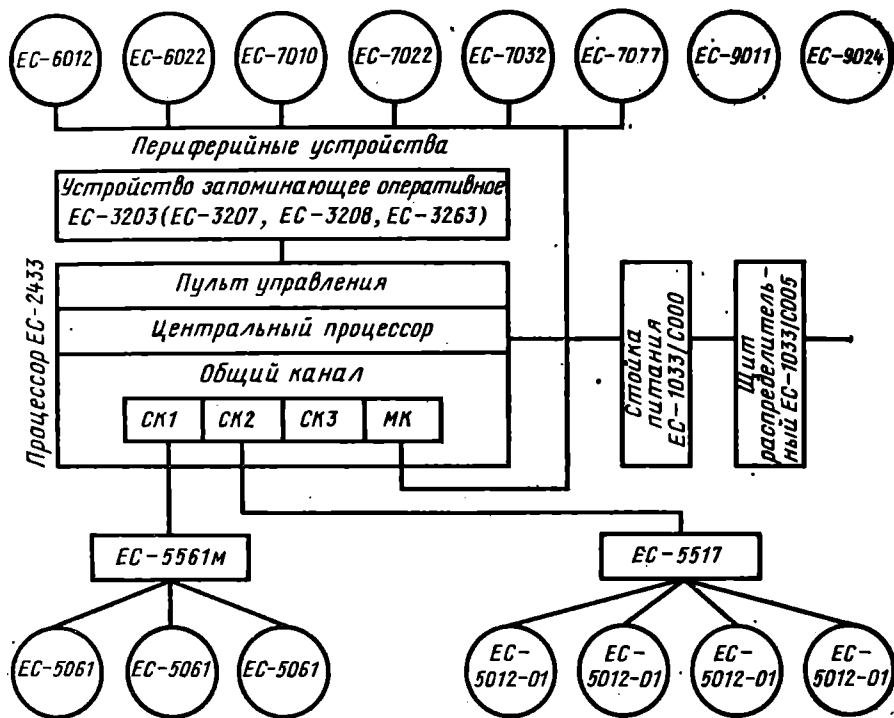 ЕС-6012
ЕС-6022
ЕС-7010
ЕС-7022
ЕС-7032
ЕС-7077
ЕС-9011
ЕС-9024
Периферийные устройства
Устройство запоминающее оперативное
ЕС-3203(ЕС-3207, ЕС-3208, ЕС-3263)
Процессор ЕС-2433
Пульт управления
Центральный процессор
Общий канал
СК1
СК2
СК3
МК
Стойка
питания
ЕС-1033/С000
Щит
распределитель-
ный ЕС-1033/С005
ЕС-5561м
ЕС-5517
ЕС-5061
ЕС-5061
ЕС-5061
ЕС-
5012-01
ЕС-
5012-01
ЕС-
5012-01
ЕС-
5012-01